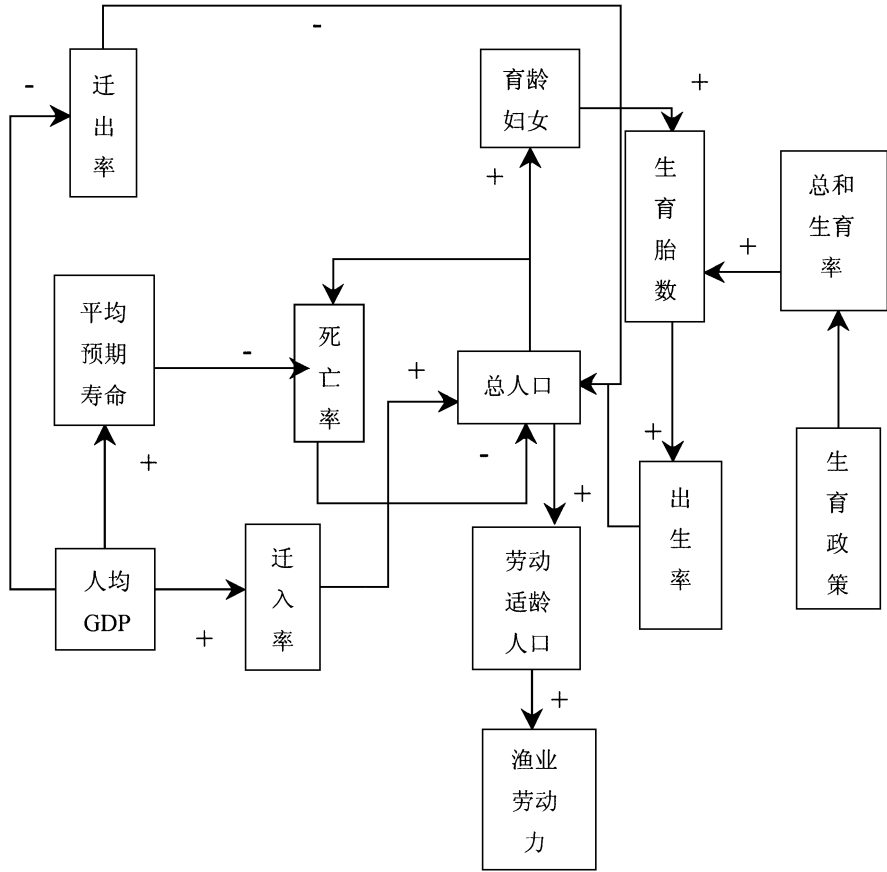 -
-
迁
出
率
育龄
妇女
+
生
育
胎
数
总和
生育
率
+
+
平均
预期
寿命
-
死
亡
率
+
总人口
-
+
+
+
生
育
政
策
出
生
率
人均
GDP
+
迁
入
率
劳动
适龄
人口
+
渔业
劳动
力